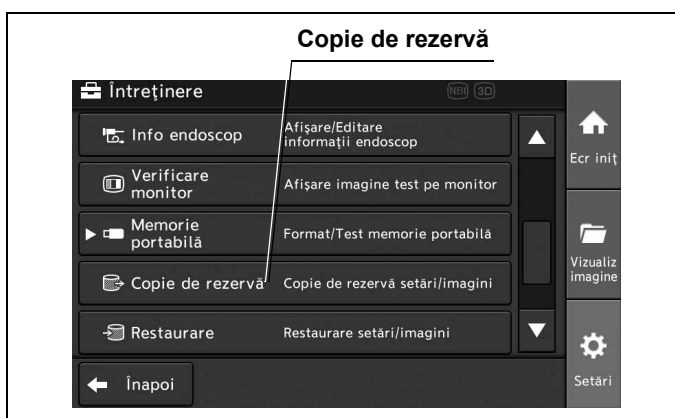 Copie de rezervă
Întreţinere
NBI 3D
Info endoscop
Afişare/Editare
informaţii endoscop
Verificare
monitor
Afişare imagine test pe monitor
Memorie
portabilă
Format/Test memorie portabilă
Copie de rezervă
Copie de rezervă setări/imagini
Restaurare
Restaurare setări/imagini
Înapoi
Ecr iniţ
Vizualiz
imagine
Setări